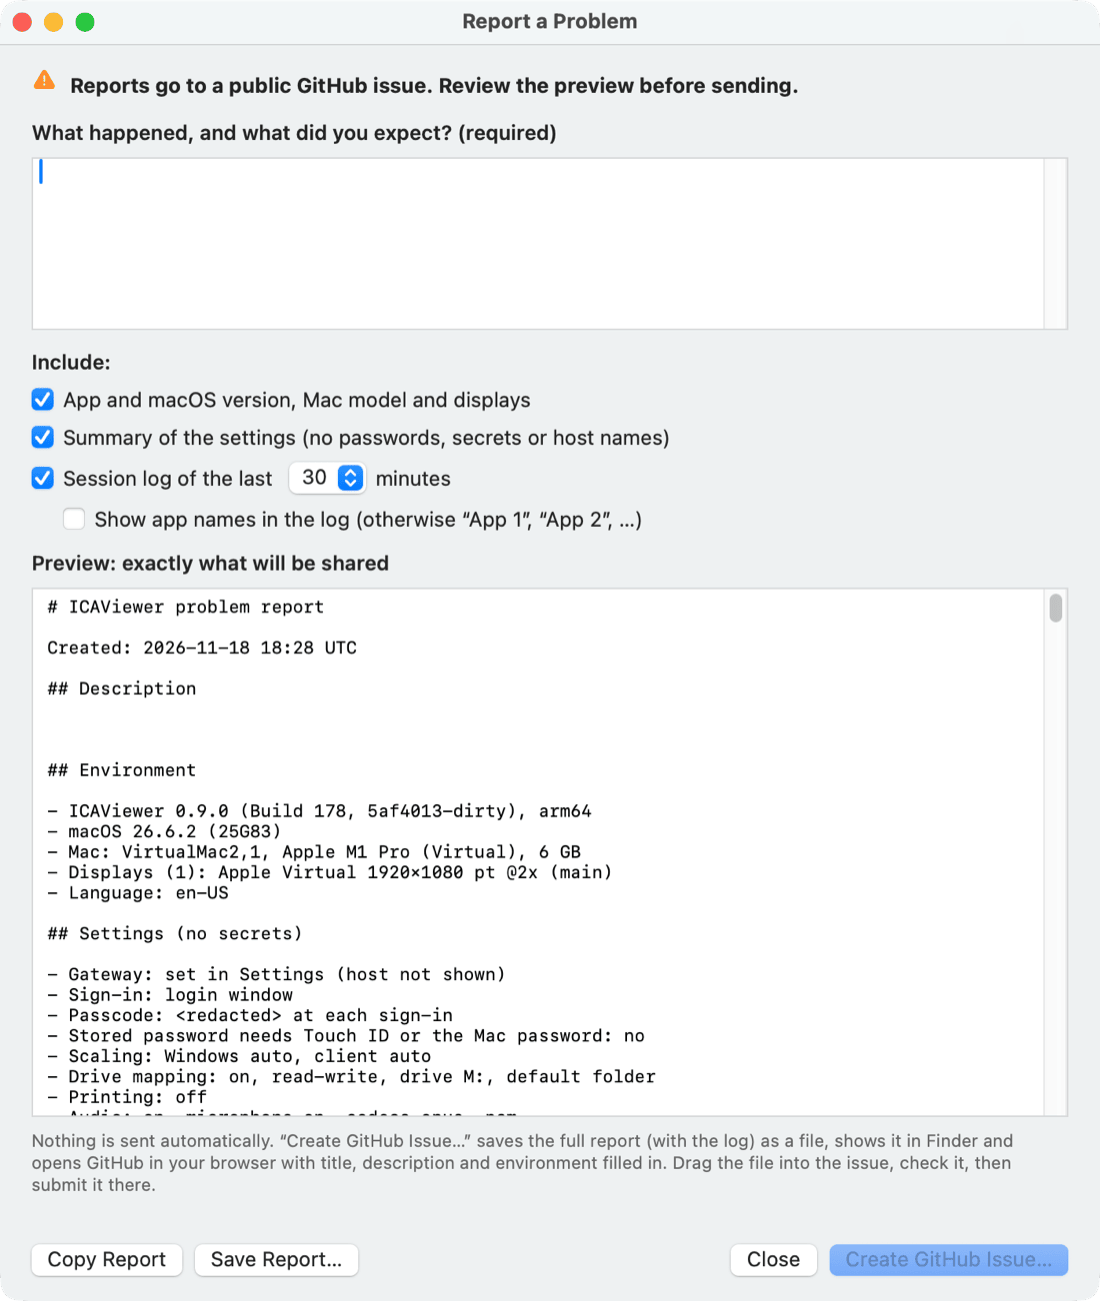 Report a Problem
Reports go to a public GitHub issue. Review the preview before sending.
What happened, and what did you expect? (required)
Include:
App and macOS version, Mac model and displays
Summary of the settings (no passwords, secrets or host names)
Session log of the last 30 minutes
Show app names in the log (otherwise “App 1”, “App 2”, …)
Preview: exactly what will be shared
# ICAViewer problem report
Created: 2026-11-18 18:28 UTC
## Description
## Environment
- ICAViewer 0.9.0 (Build 178, 5af4013-dirty), arm64
- macOS 26.6.2 (25G83)
- Mac: VirtualMac2,1, Apple M1 Pro (Virtual), 6 GB
- Displays (1): Apple Virtual 1920×1080 pt @2x (main)
- Language: en-US
## Settings (no secrets)
- Gateway: set in Settings (host not shown)
- Sign-in: login window
- Passcode: <redacted> at each sign-in
- Stored password needs Touch ID or the Mac password: no
- Scaling: Windows auto, client auto
- Drive mapping: on, read-write, drive M:, default folder
- Printing: off
Nothing is sent automatically. “Create GitHub Issue…” saves the full report (with the log) as a file, shows it in Finder and
opens GitHub in your browser with title, description and environment filled in. Drag the file into the issue, check it, then
submit it there.
Copy Report
Save Report…
Close
Create GitHub Issue…